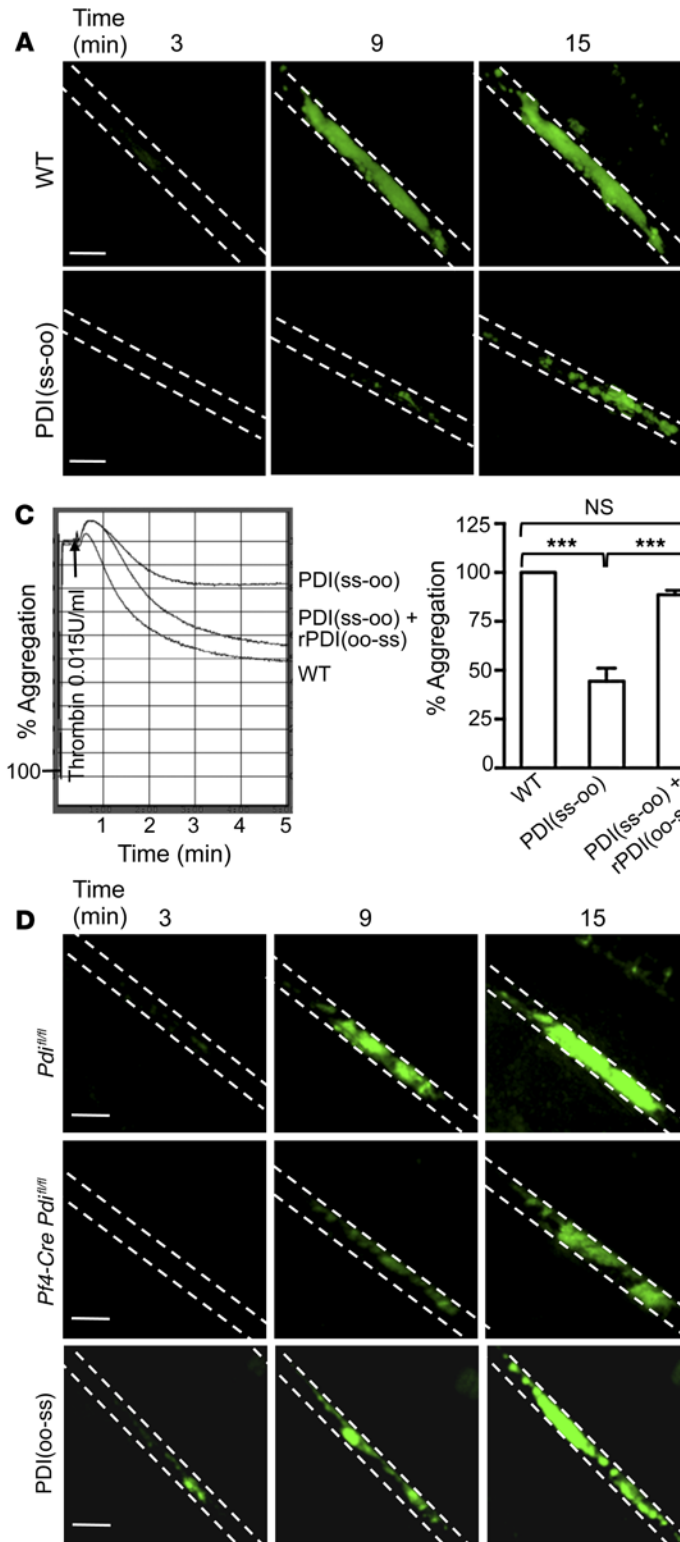 A
Time
(min)
3
9
15
WT
PDI(ss-oo)
C
% Aggregation
100
Thrombin 0.015U/ml
PDI(ss-oo)
PDI(ss-oo) +
rPDI(oo-ss)
WT
1
2
3
4
5
Time (min)
% Aggregation
125
100
75
50
25
0
NS
***
***
WT
PDI(ss-oo)
PDI(ss-oo) +
rPDI(oo-s
D
Time
(min)
3
9
15
Pdi^fl/fl
Pf4-Cre Pdi^fl/fl
PDI(oo-ss)